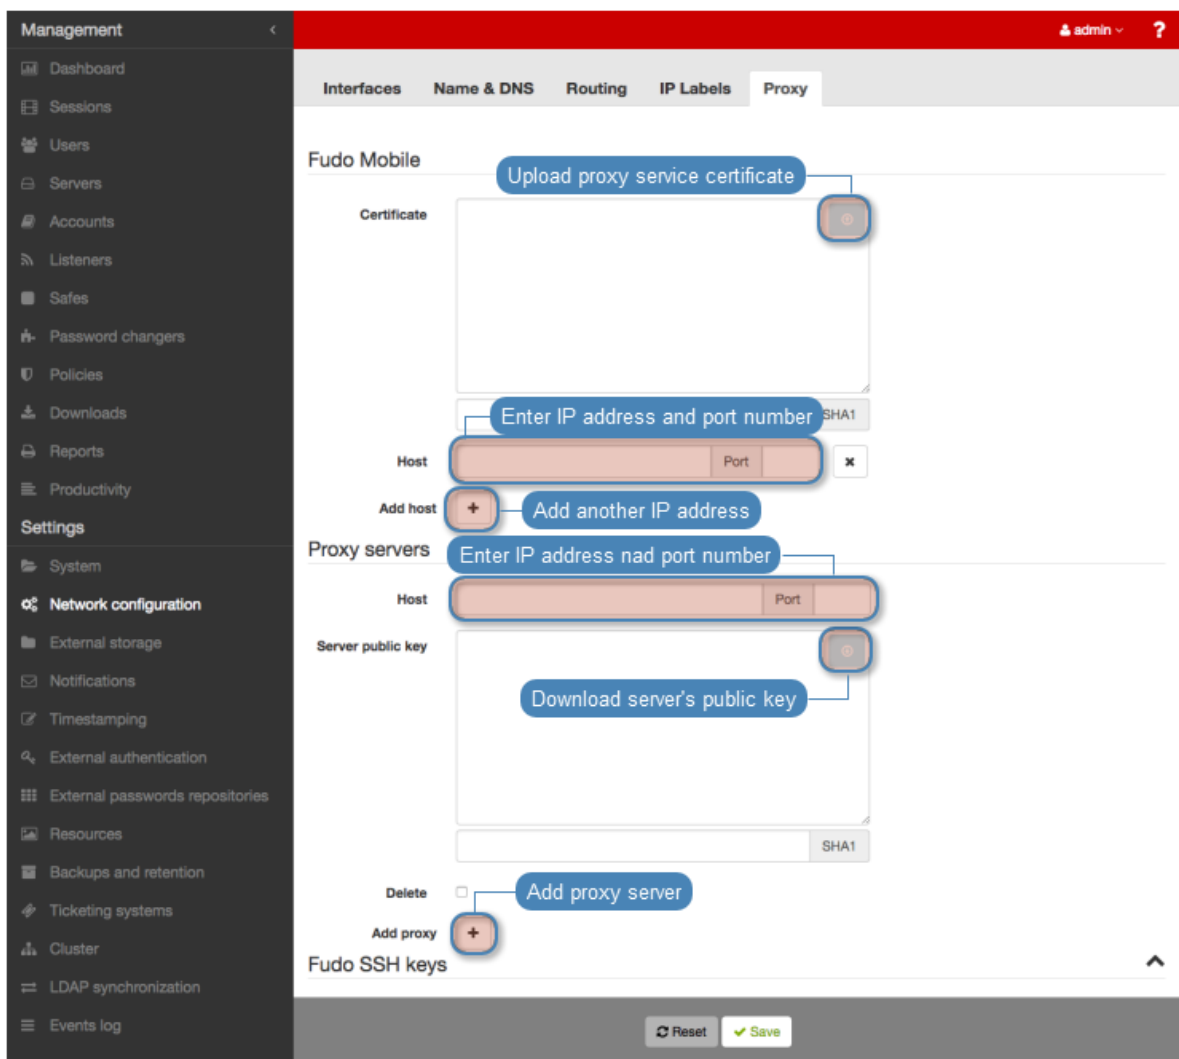 Management
admin
?
Dashboard
Sessions
Users
Servers
Accounts
Listeners
Safes
Password changers
Policies
Downloads
Reports
Productivity
Settings
System
Network configuration
External storage
Notifications
Timestamping
External authentication
External passwords repositories
Resources
Backups and retention
Ticketing systems
Cluster
LDAP synchronization
Events log
Interfaces Name & DNS Routing IP Labels Proxy
Fudo Mobile
Upload proxy service certificate
Certificate
Enter IP address and port number
SHA1
Host Port
Add host
Add another IP address
Proxy servers
Enter IP address nad port number
Host Port
Server public key
Download server's public key
SHA1
Delete
Add proxy server
Add proxy
Fudo SSH keys
Reset Save